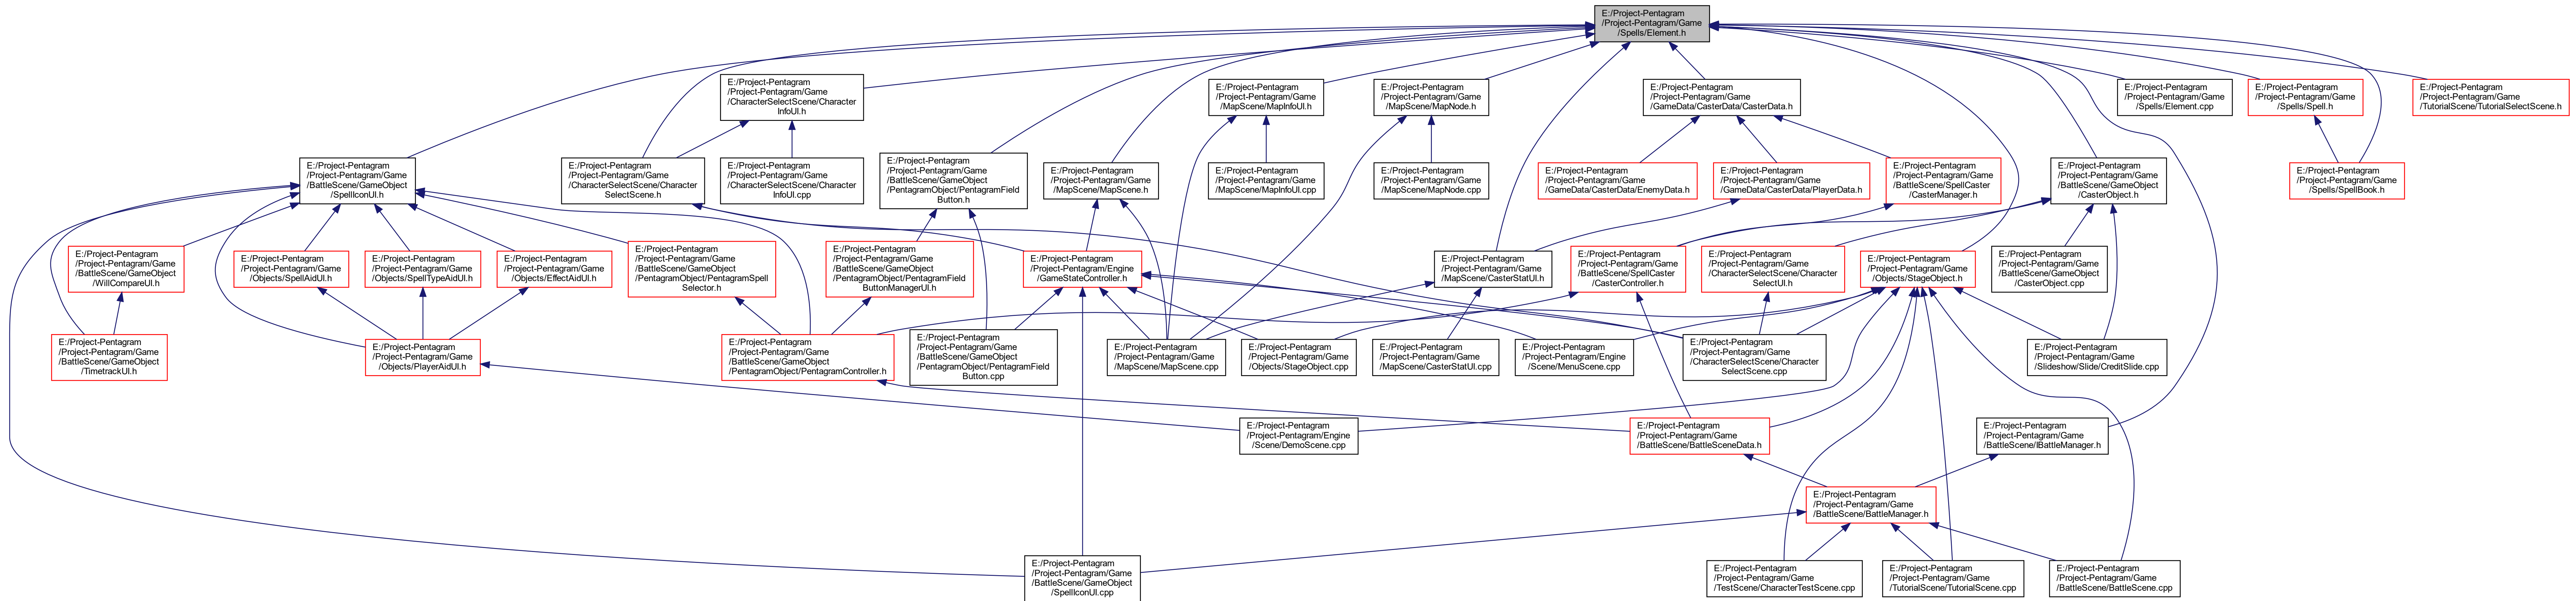 E:/Project-Pentagram
/Project-Pentagram/Game
/Spells/Element.h
E:/Project-Pentagram
/Project-Pentagram/Game
/CharacterSelectScene/Character
InfoUI.h
E:/Project-Pentagram
/Project-Pentagram/Game
/MapScene/MapInfoUI.h
E:/Project-Pentagram
/Project-Pentagram/Game
/MapScene/MapNode.h
E:/Project-Pentagram
/Project-Pentagram/Game
/GameData/CasterData/CasterData.h
E:/Project-Pentagram
/Project-Pentagram/Game
/Spells/Element.cpp
E:/Project-Pentagram
/Project-Pentagram/Game
/Spells/Spell.h
E:/Project-Pentagram
/Project-Pentagram/Game
/TutorialScene/TutorialSelectScene.h
E:/Project-Pentagram
/Project-Pentagram/Game
/BattleScene/GameObject
/SpellIconUI.h
E:/Project-Pentagram
/Project-Pentagram/Game
/CharacterSelectScene/Character
SelectScene.h
E:/Project-Pentagram
/Project-Pentagram/Game
/CharacterSelectScene/Character
InfoUI.cpp
E:/Project-Pentagram
/Project-Pentagram/Game
/BattleScene/GameObject
/PentagramObject/PentagramField
Button.h
E:/Project-Pentagram
/Project-Pentagram/Game
/MapScene/MapScene.h
E:/Project-Pentagram
/Project-Pentagram/Game
/MapScene/MapInfoUI.cpp
E:/Project-Pentagram
/Project-Pentagram/Game
/MapScene/MapNode.cpp
E:/Project-Pentagram
/Project-Pentagram/Game
/GameData/CasterData/EnemyData.h
E:/Project-Pentagram
/Project-Pentagram/Game
/GameData/CasterData/PlayerData.h
E:/Project-Pentagram
/Project-Pentagram/Game
/BattleScene/SpellCaster
/CasterManager.h
E:/Project-Pentagram
/Project-Pentagram/Game
/BattleScene/GameObject
/CasterObject.h
E:/Project-Pentagram
/Project-Pentagram/Game
/Spells/SpellBook.h
E:/Project-Pentagram
/Project-Pentagram/Game
/BattleScene/GameObject
/WillCompareUI.h
E:/Project-Pentagram
/Project-Pentagram/Game
/Objects/SpellAidUI.h
E:/Project-Pentagram
/Project-Pentagram/Game
/Objects/SpellTypeAidUI.h
E:/Project-Pentagram
/Project-Pentagram/Game
/Objects/EffectAidUI.h
E:/Project-Pentagram
/Project-Pentagram/Game
/BattleScene/GameObject
/PentagramObject/PentagramSpell
Selector.h
E:/Project-Pentagram
/Project-Pentagram/Game
/BattleScene/GameObject
/PentagramObject/PentagramField
ButtonManagerUI.h
E:/Project-Pentagram
/Project-Pentagram/Engine
/GameStateController.h
E:/Project-Pentagram
/Project-Pentagram/Game
/MapScene/CasterStatUI.h
E:/Project-Pentagram
/Project-Pentagram/Game
/BattleScene/SpellCaster
/CasterController.h
E:/Project-Pentagram
/Project-Pentagram/Game
/CharacterSelectScene/Character
SelectUI.h
E:/Project-Pentagram
/Project-Pentagram/Game
/Objects/StageObject.h
E:/Project-Pentagram
/Project-Pentagram/Game
/BattleScene/GameObject
/CasterObject.cpp
E:/Project-Pentagram
/Project-Pentagram/Game
/BattleScene/GameObject
/TimetrackUI.h
E:/Project-Pentagram
/Project-Pentagram/Game
/Objects/PlayerAidUI.h
E:/Project-Pentagram
/Project-Pentagram/Game
/BattleScene/GameObject
/PentagramObject/PentagramController.h
E:/Project-Pentagram
/Project-Pentagram/Game
/BattleScene/GameObject
/PentagramObject/PentagramField
Button.cpp
E:/Project-Pentagram
/Project-Pentagram/Game
/MapScene/MapScene.cpp
E:/Project-Pentagram
/Project-Pentagram/Game
/Objects/StageObject.cpp
E:/Project-Pentagram
/Project-Pentagram/Game
/MapScene/CasterStatUI.cpp
E:/Project-Pentagram
/Project-Pentagram/Engine
/Scene/MenuScene.cpp
E:/Project-Pentagram
/Project-Pentagram/Game
/CharacterSelectScene/Character
SelectScene.cpp
E:/Project-Pentagram
/Project-Pentagram/Game
/Slideshow/Slide/CreditSlide.cpp
E:/Project-Pentagram
/Project-Pentagram/Engine
/Scene/DemoScene.cpp
E:/Project-Pentagram
/Project-Pentagram/Game
/BattleScene/BattleSceneData.h
E:/Project-Pentagram
/Project-Pentagram/Game
/BattleScene/IBattleManager.h
E:/Project-Pentagram
/Project-Pentagram/Game
/BattleScene/BattleManager.h
E:/Project-Pentagram
/Project-Pentagram/Game
/BattleScene/GameObject
/SpellIconUI.cpp
E:/Project-Pentagram
/Project-Pentagram/Game
/TestScene/CharacterTestScene.cpp
E:/Project-Pentagram
/Project-Pentagram/Game
/TutorialScene/TutorialScene.cpp
E:/Project-Pentagram
/Project-Pentagram/Game
/BattleScene/BattleScene.cpp